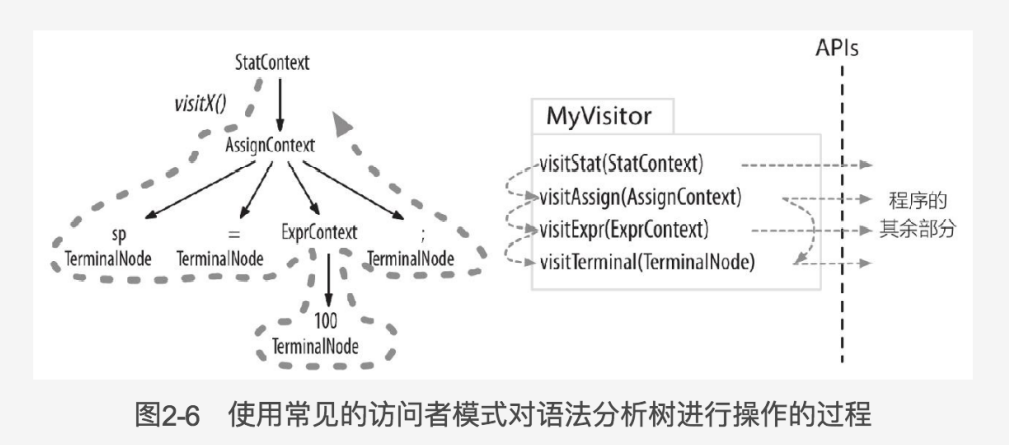 StatContext
visitX()
AssignContext
sp
TerminalNode
=
TerminalNode
ExprContext
;
TerminalNode
100
TerminalNode
MyVisitor
visitStat(StatContext)
visitAssign(AssignContext)
visitExpr(ExprContext)
visitTerminal(TerminalNode)
APIs
程序的
其余部分
图2-6 使用常见的访问者模式对语法分析树进行操作的过程